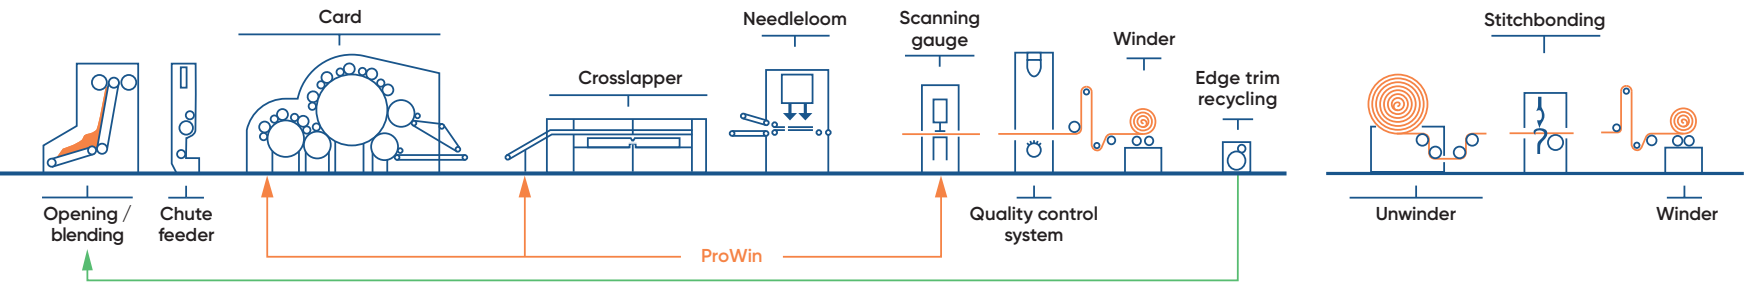 Card
Needleloom
Scanning
gauge
Winder
Stitchbonding
Crosslapper
Edge trim
recycling
Opening /
blending
Chute
feeder
Quality control
system
Unwinder
Winder
ProWin